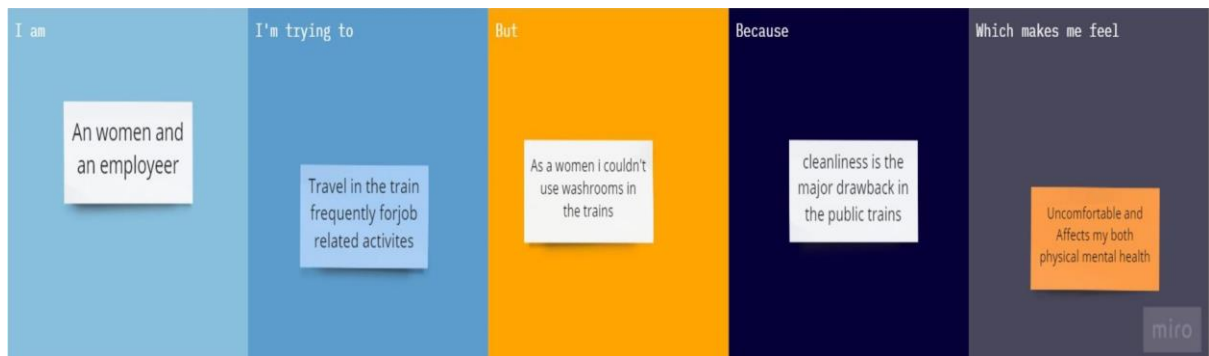 I am
An women and
an employeer
I'm trying to
Travel in the train
frequently forjob
related activites
But
As a women i couldn't
use washrooms in
the trains
Because
cleanliness is the
major drawback in
the public trains
Which makes me feel
Uncomfortable and
Affects my both
physical mental health
miro